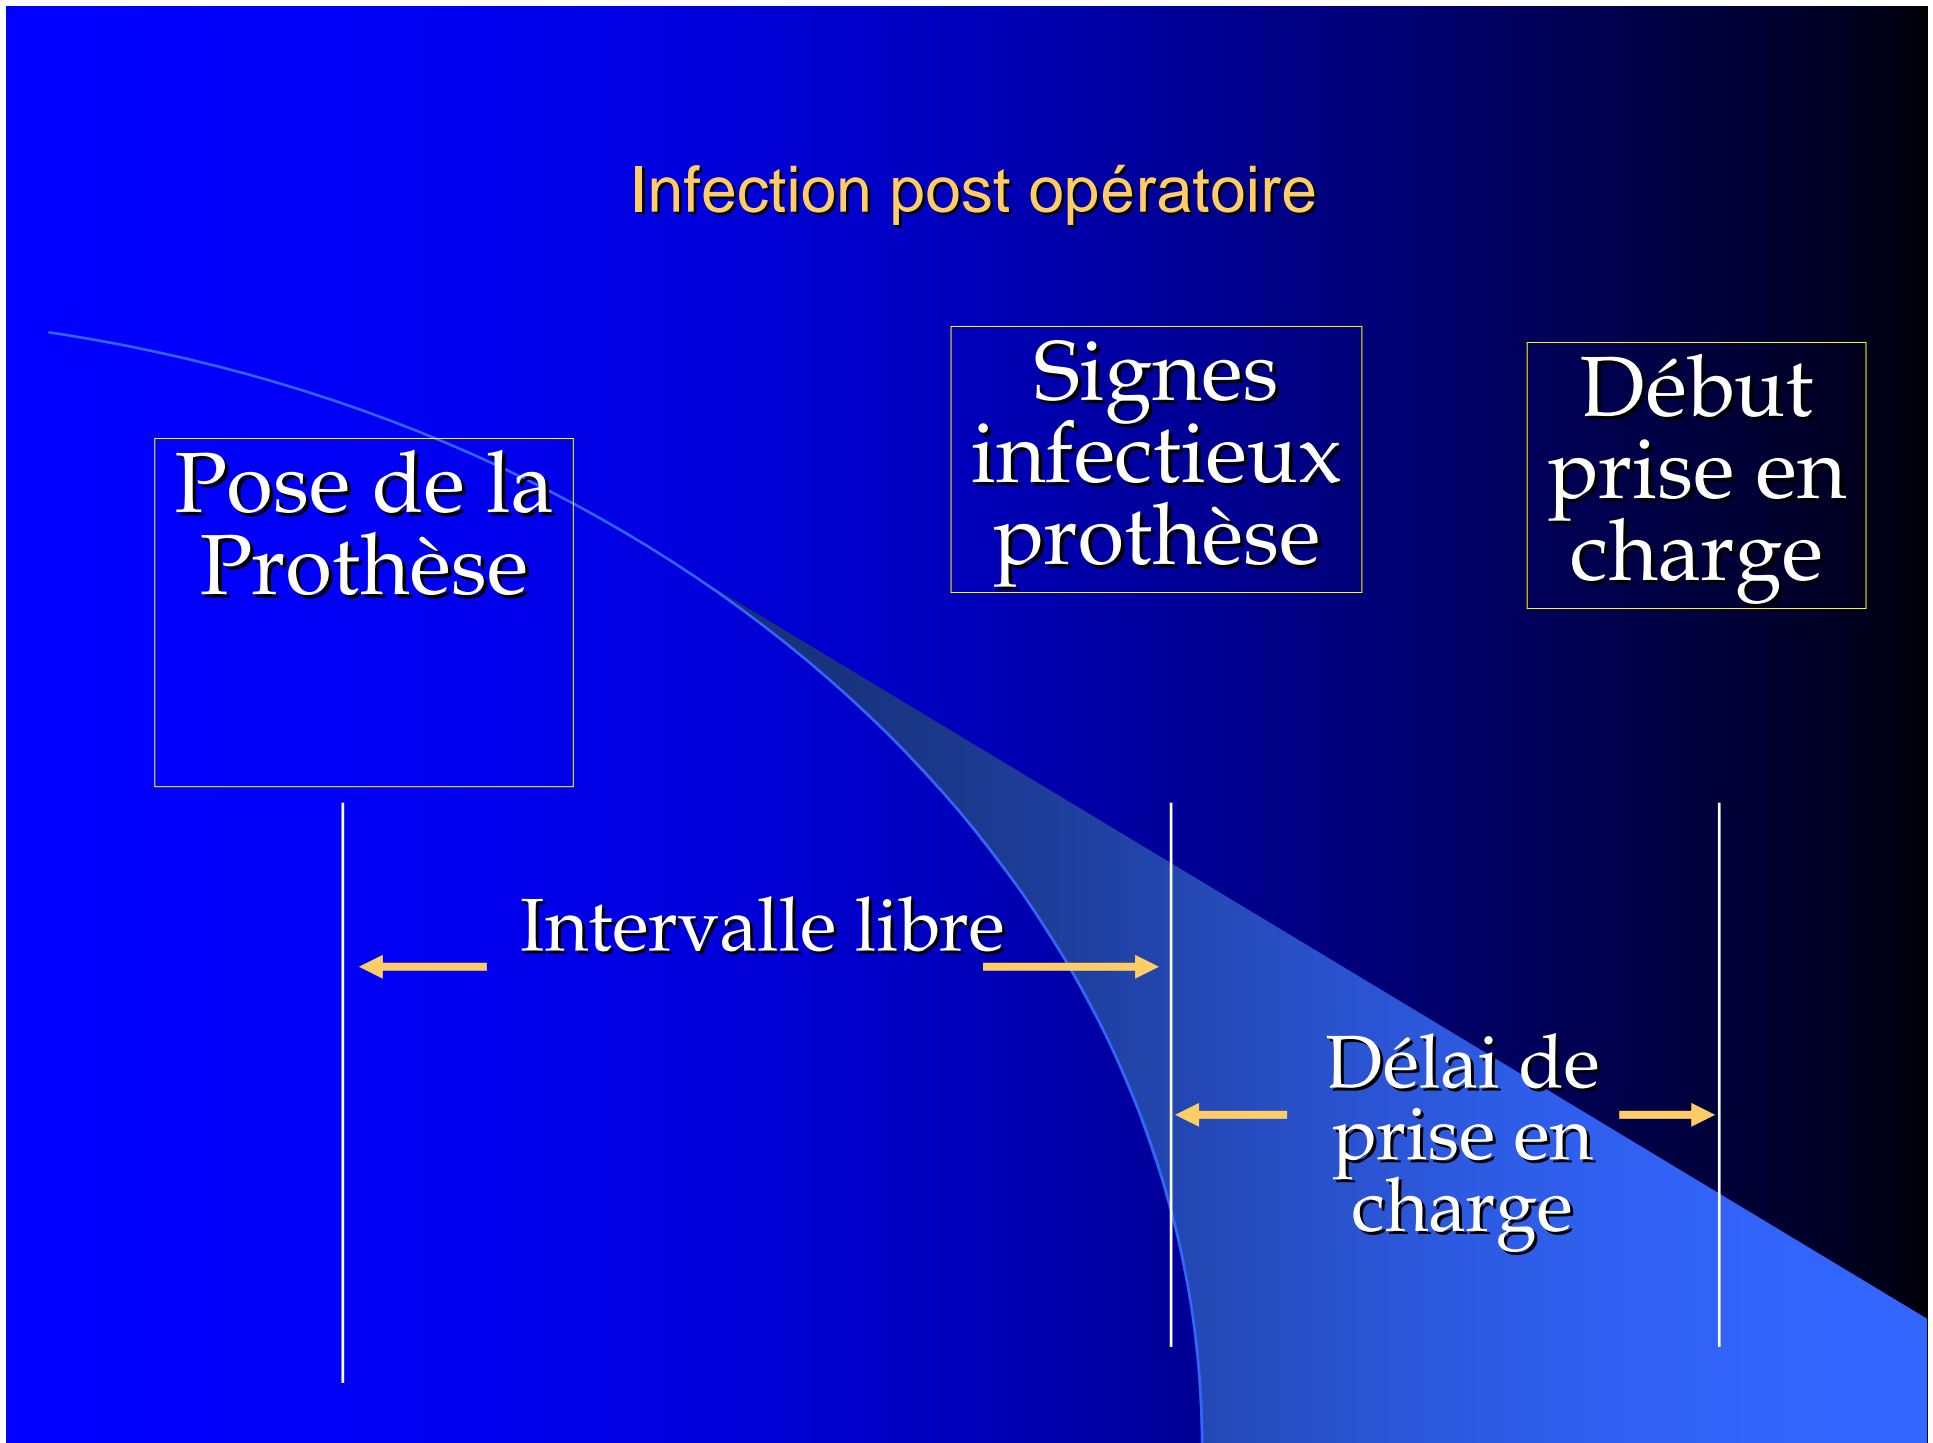 Infection post opératoire
Pose de la
Prothèse
Signes
infectieux
prothèse
Début
prise en
charge
Intervalle libre
Délai de
prise en
charge